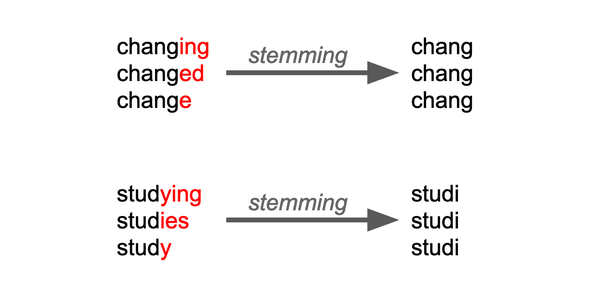 changing stemming chang
changed chang
change chang
studying stemming studi
studies studi
study studi